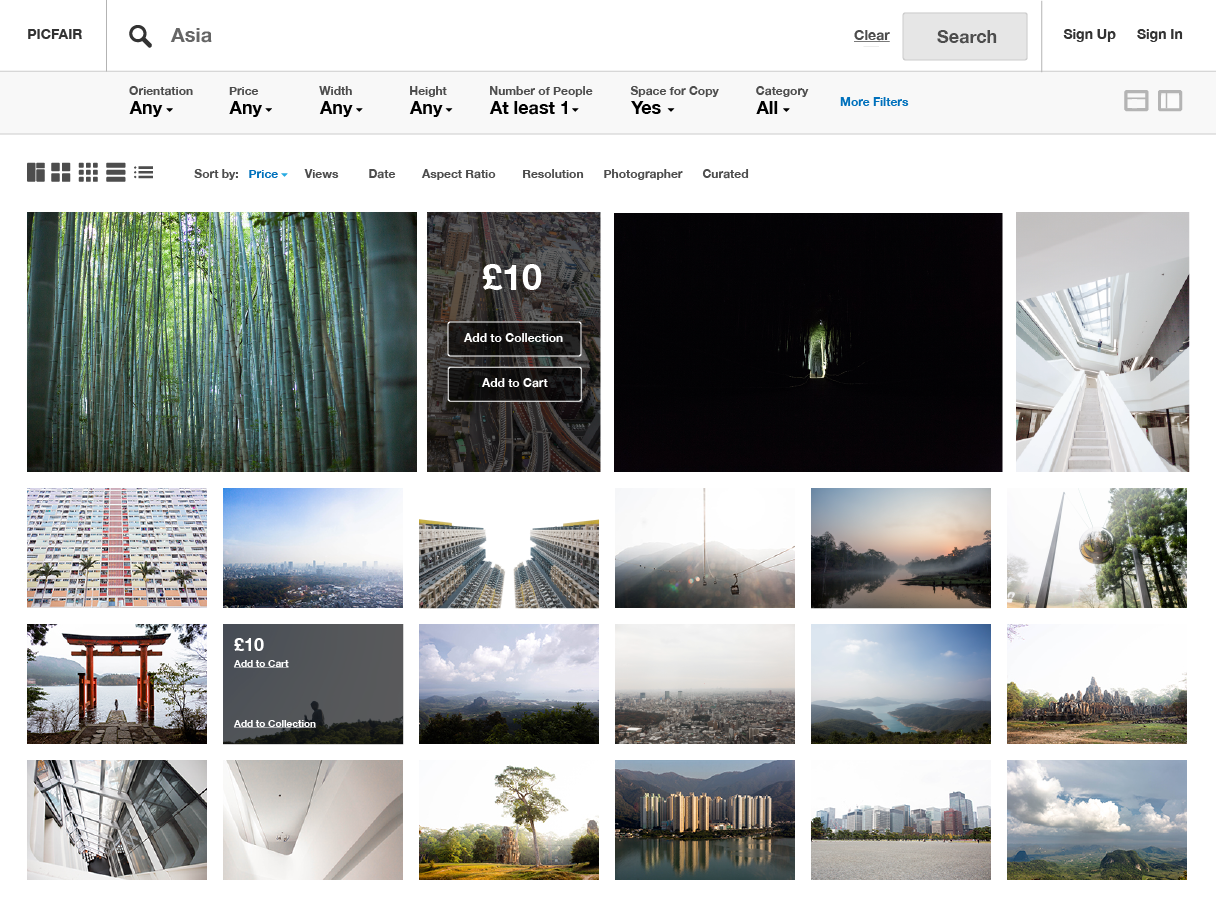 PICFAIR
Asia
Clear
Search
Sign Up
Sign In
Orientation
Any
Price
Any
Width
Any
Height
Any
Number of People
At least 1
Space for Copy
Yes
Category
All
More Filters
Sort by: Price Views Date Aspect Ratio Resolution Photographer Curated
£10
Add to Collection
Add to Cart
£10
Add to Cart
Add to Collection